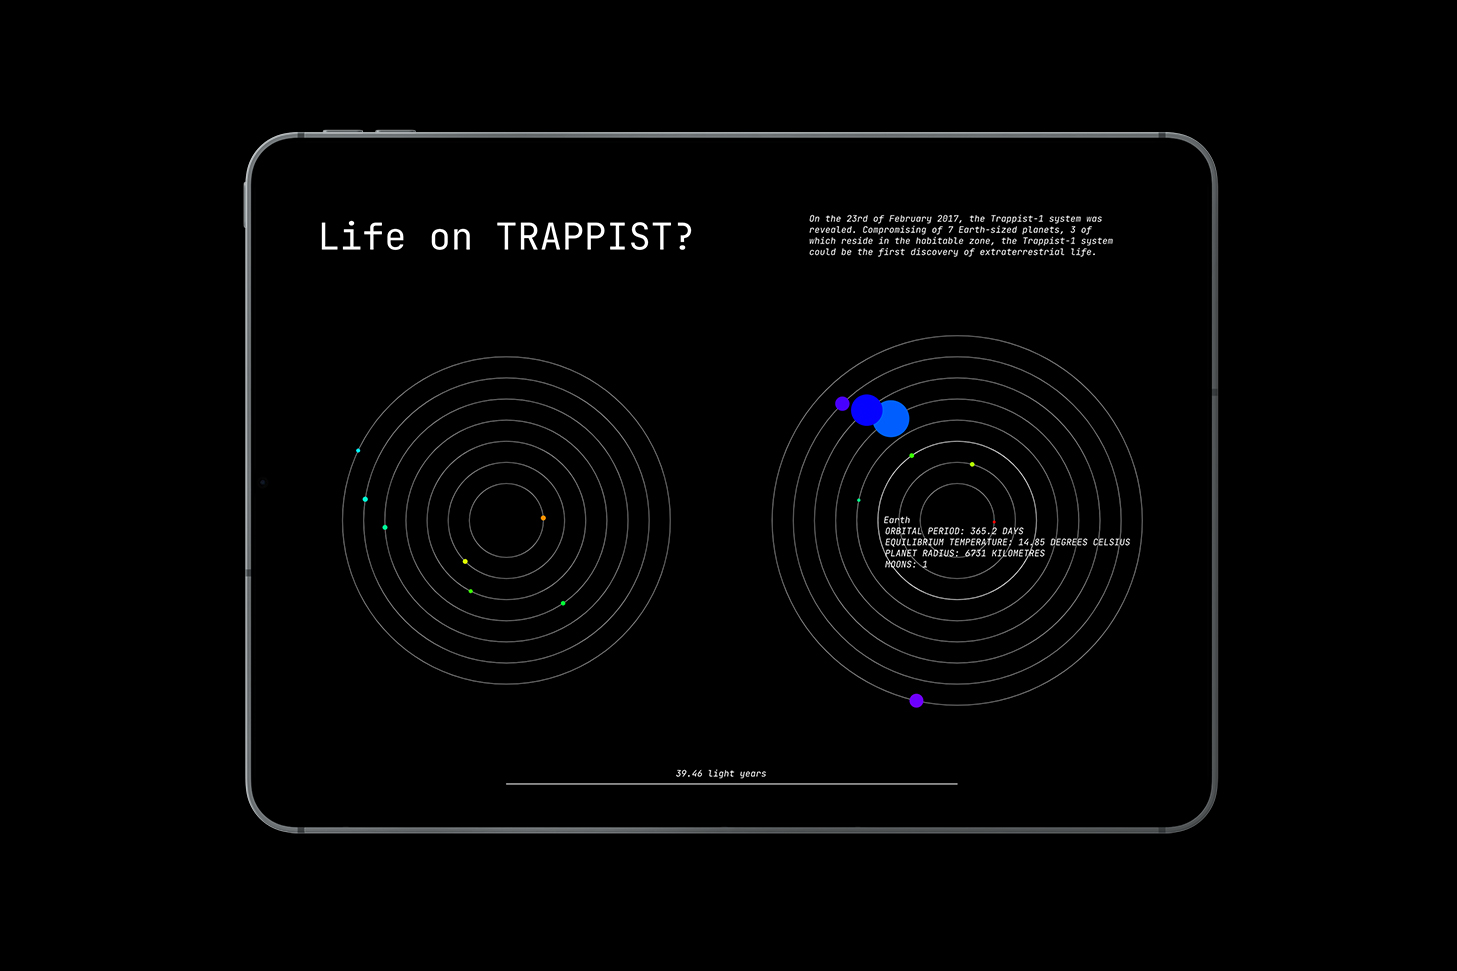 Life on TRAPPIST?
On the 23rd of February 2017, the Trappist-1 system was
revealed. Compromising of 7 Earth-sized planets, 3 of
which reside in the habitable zone, the Trappist-1 system
could be the first discovery of extraterrestrial life.
Earth
ORBITAL PERIOD: 365.2 DAYS
EQUILIBRIUM TEMPERATURE: 14.85 DEGREES CELSIUS
PLANET RADIUS: 6731 KILOMETRES
MOONS: 1
39.46 light years